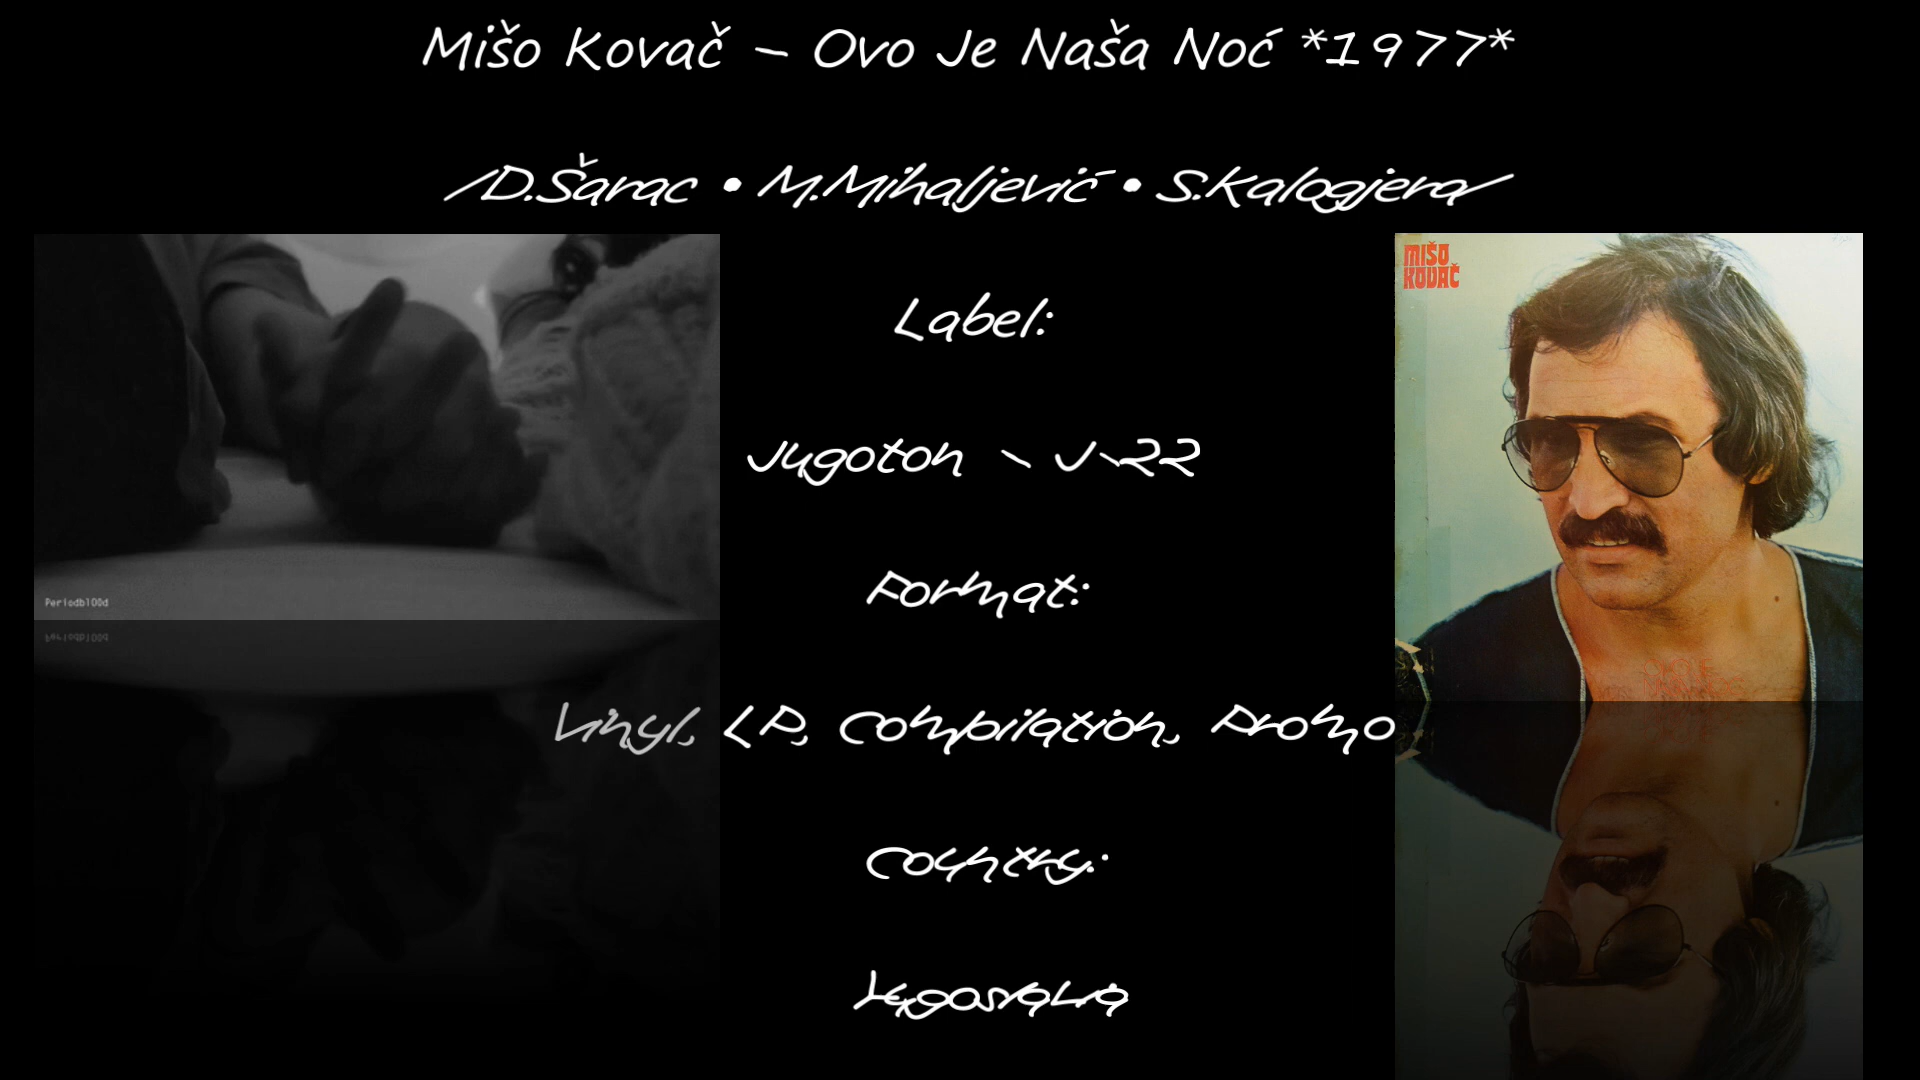 Mišo Kovač – Ovo Je Naša Noć *1977*
/D.Šarac • M.Mihaljević • S.Kalogjera/
Label:
Jugoton – J-22
Format:
Vinyl, LP, Compilation, Promo
Country:
Yugoslavia
MIŠO
KOVAČ
Periodbl00d